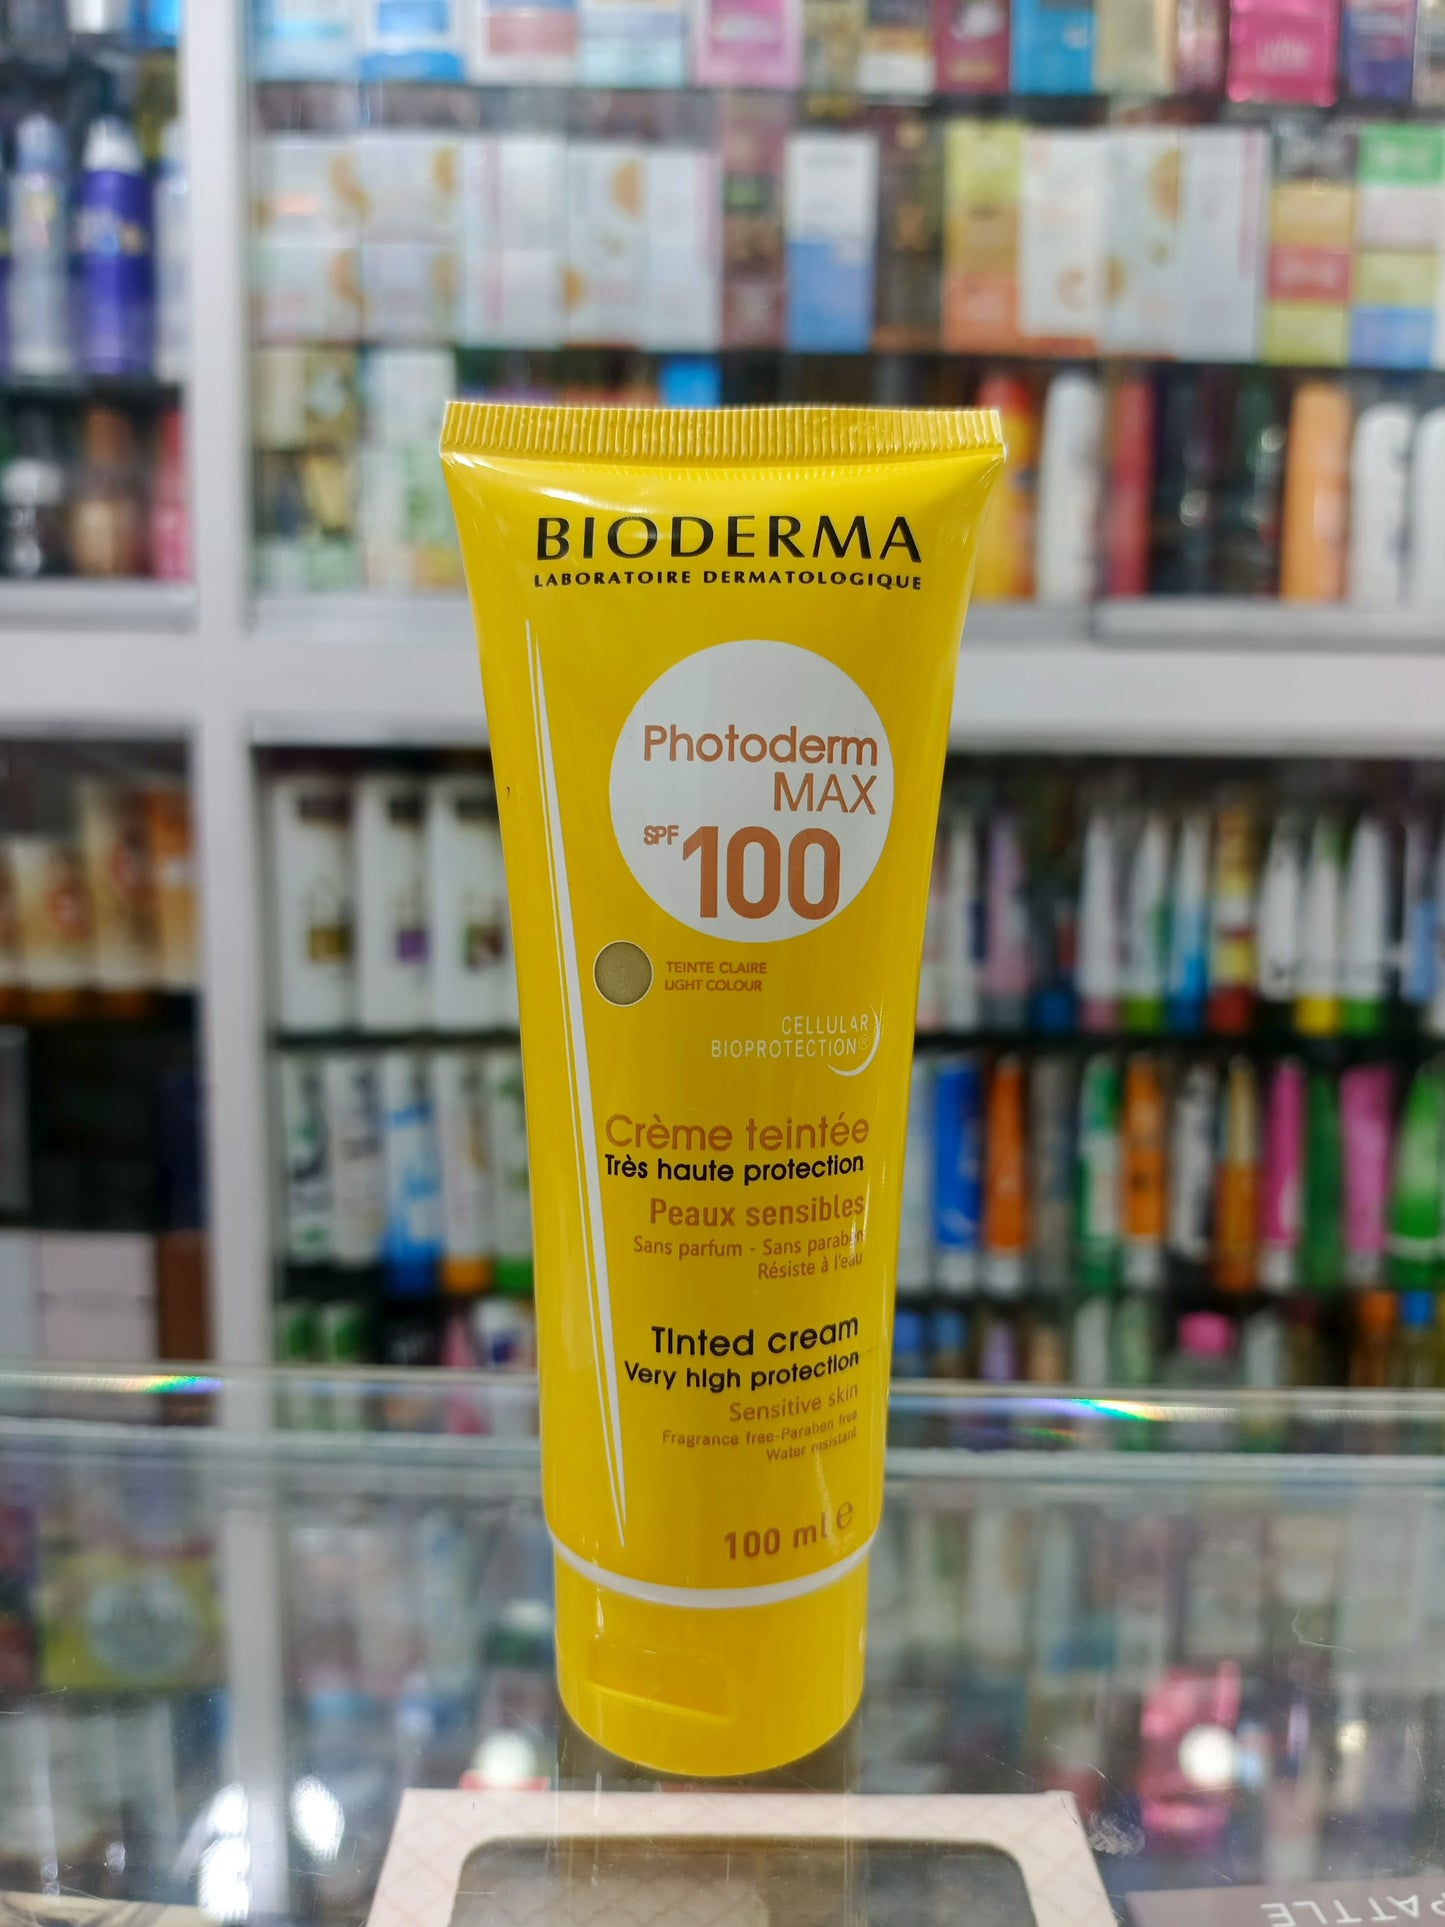 BIODERMA
LABORATOIRE DERMATOLOGIQUE
Photoderm
MAX
SPF 100
TEINTE CLAIRE
LIGHT COLOUR
CELLULAR
BIOPROTECTION®
Crème teintée
Très haute protection
Peaux sensibles
Sans parfum - Sans paraben
Résiste à l'eau
TInted cream
Very hIgh protectIon
Sensitive skin
Fragrance free-Paraben free
Water resistant
100 ml e
PATTLE